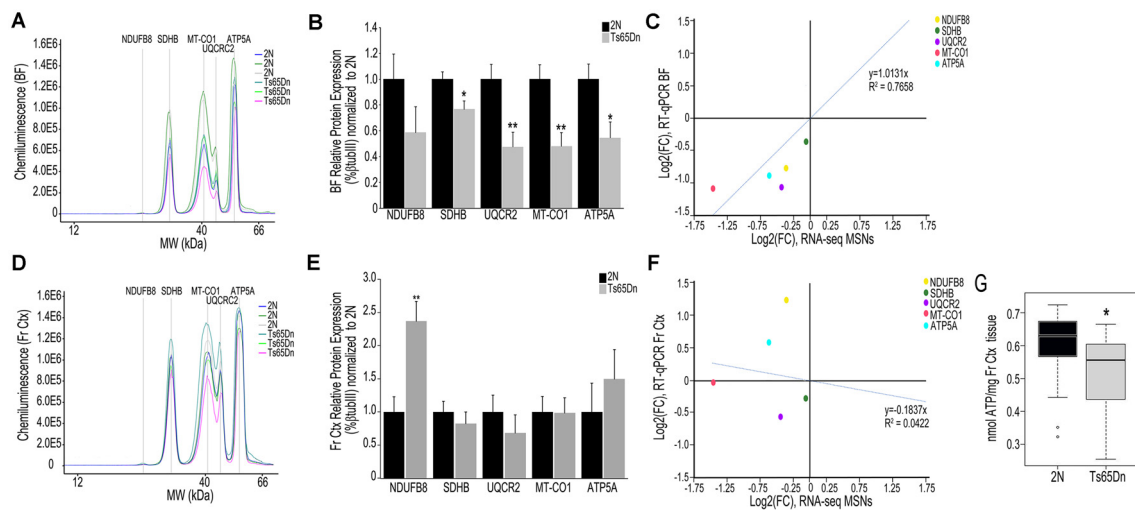 A
NDUFB8 SDHB MT-CO1 ATP5A
UQCRC2
1.6E6
1.4E6
1.2E6
1.0E6
8.0E5
6.0E5
4.0E5
2.0E5
0.0
Chemiluminescence (BF)
12 40 66
MW (kDa)
2N
2N
2N
Ts65Dn
Ts65Dn
Ts65Dn
B
2N
Ts65Dn
1.4
1.2
1.0
0.8
0.6
0.4
0.2
0.0
BF Relative Protein Expression
(%βtubIII) normalized to 2N
* ** ** *
NDUFB8 SDHB UQCR2 MT-CO1 ATP5A
C
NDUFB8
SDHB
UQCR2
MT-CO1
ATP5A
1.5
1.0
0.5
0
-0.5
-1.0
-1.5
Log2(FC), RT-qPCR BF
y=1.0131x
R² = 0.7658
-1.75 -1.25 -0.75 -0.25 0.25 0.75 1.25 1.75
Log2(FC), RNA-seq MSNs
D
NDUFB8 SDHB MT-CO1 ATP5A
UQCRC2
1.6E6
1.4E6
1.2E6
1.0E6
8.0E5
6.0E5
4.0E5
2.0E5
0.0
Chemiluminescence (Fr Ctx)
12 40 66
MW (kDa)
2N
2N
2N
Ts65Dn
Ts65Dn
Ts65Dn
E
2N
Ts65Dn
3.0
2.5
2.0
1.5
1.0
0.5
0.0
Fr Ctx Relative Protein Expression
(%βtubIII) normalized to 2N
**
NDUFB8 SDHB UQCR2 MT-CO1 ATP5A
F
NDUFB8
SDHB
UQCR2
MT-CO1
ATP5A
1.5
1.0
0.5
0
-0.5
-1.0
-1.5
Log2(FC), RT-qPCR Fr Ctx
y=-0.1837x
R² = 0.0422
-1.75 -1.25 -0.75 -0.25 0.25 0.75 1.25 1.75
Log2(FC), RNA-seq MSNs
G
0.7
0.6
0.5
0.4
0.3
nmol ATP/mg Fr Ctx tissue
*
2N Ts65Dn